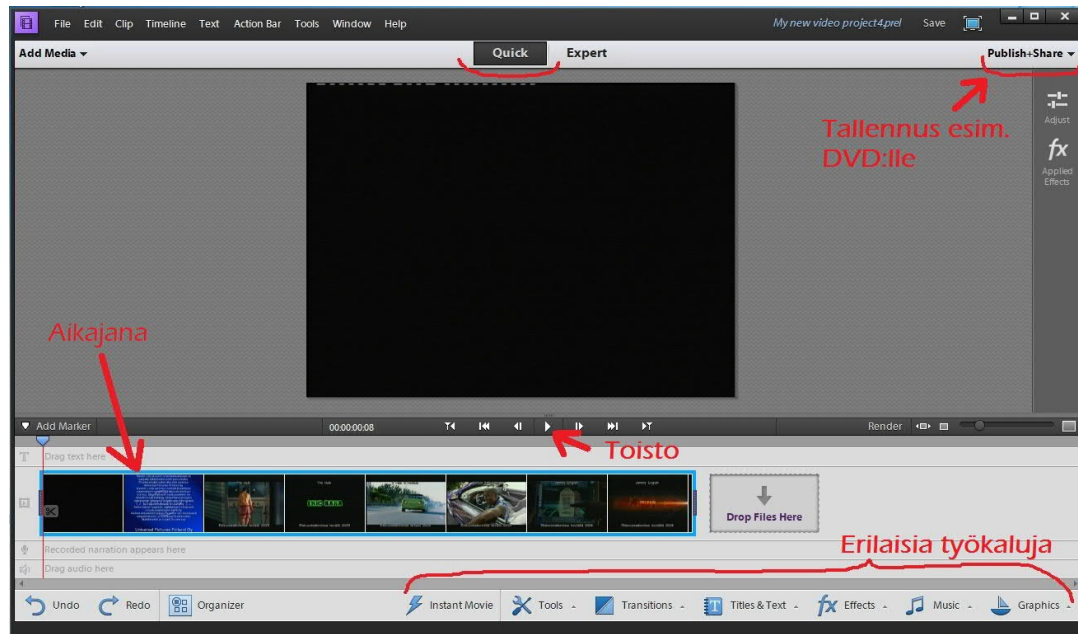 File Edit Clip Timeline Text Action Bar Tools Window Help My new video project4.prel Save
Add Media Quick Expert Publish+Share
Tallennus esim.
DVD:lle
Adjust
fx
Applied
Effects
Aikajana
Add Marker 00:00:00:08 Render
Toisto
T Drag text here
Drop Files Here
Recorded narration appears here
Drag audio here
Erilaisia työkaluja
Undo Redo Organizer Instant Movie Tools Transitions Titles & Text fx Effects Music Graphics